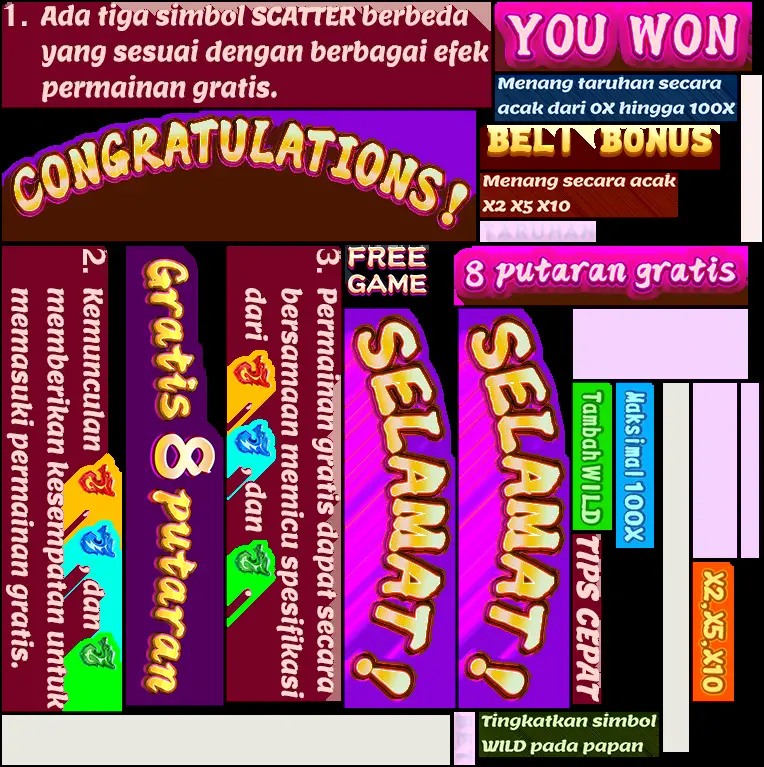 1. Ada tiga simbol SCATTER berbeda
yang sesuai dengan berbagai efek
permainan gratis.
YOU WON
Menang taruhan secara
acak dari 0X hingga 100X
CONGRATULATIONS!
BELT BONUS
Menang secara acak
X2 X5 X10
TARUHAN
2. Kemunculan
memberikan kesempatan untuk
memasuki permainan gratis.
, dan
Gratis 8 putaran
3. Permainan gratis dapat secara
bersamaan memicu spesifikasi
dari , , dan .
FREE
GAME
8 putaran gratis
SELAMAT!
SELAMAT!
Tambah WILD
Maksimal 100X
TIPS CEPAT
X2,X5,X10
Tingkatkan simbol
WILD pada papan